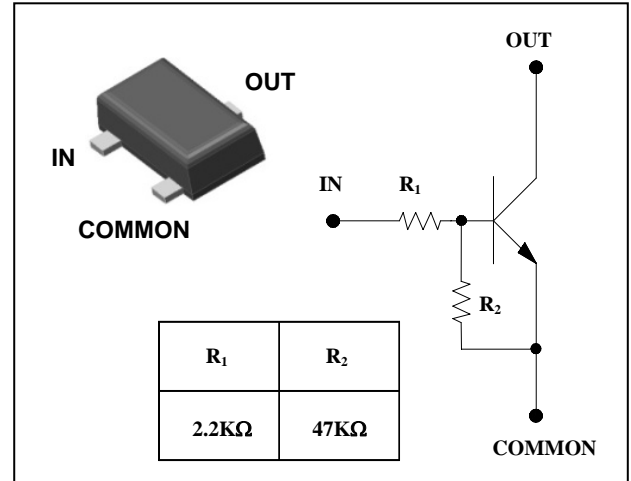 OUT
IN
COMMON
OUT
IN
R₁
R₂
COMMON
R₁ R₂
2.2KΩ 47KΩ